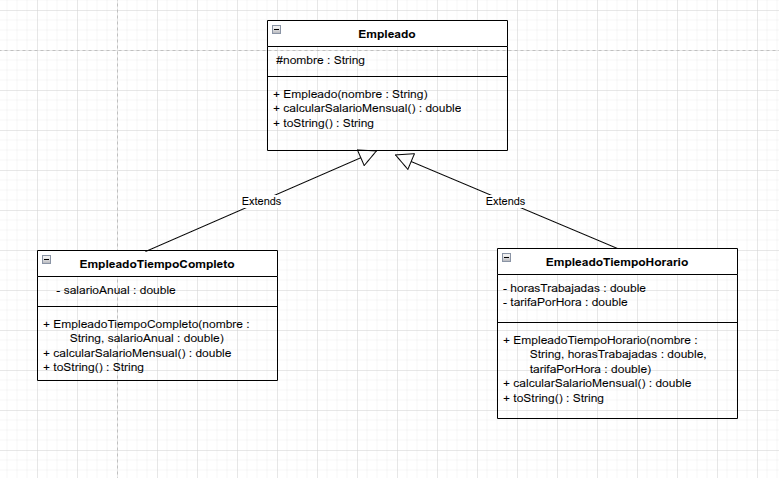 Empleado
#nombre : String
+ Empleado(nombre : String)
+ calcularSalarioMensual() : double
+ toString() : String
Extends
Extends
EmpleadoTiempoCompleto
- salarioAnual : double
+ EmpleadoTiempoCompleto(nombre :
String, salarioAnual : double)
+ calcularSalarioMensual() : double
+ toString() : String
EmpleadoTiempoHorario
- horasTrabajadas : double
- tarifaPorHora : double
+ EmpleadoTiempoHorario(nombre :
String, horasTrabajadas : double,
tarifaPorHora : double)
+ calcularSalarioMensual() : double
+ toString() : String